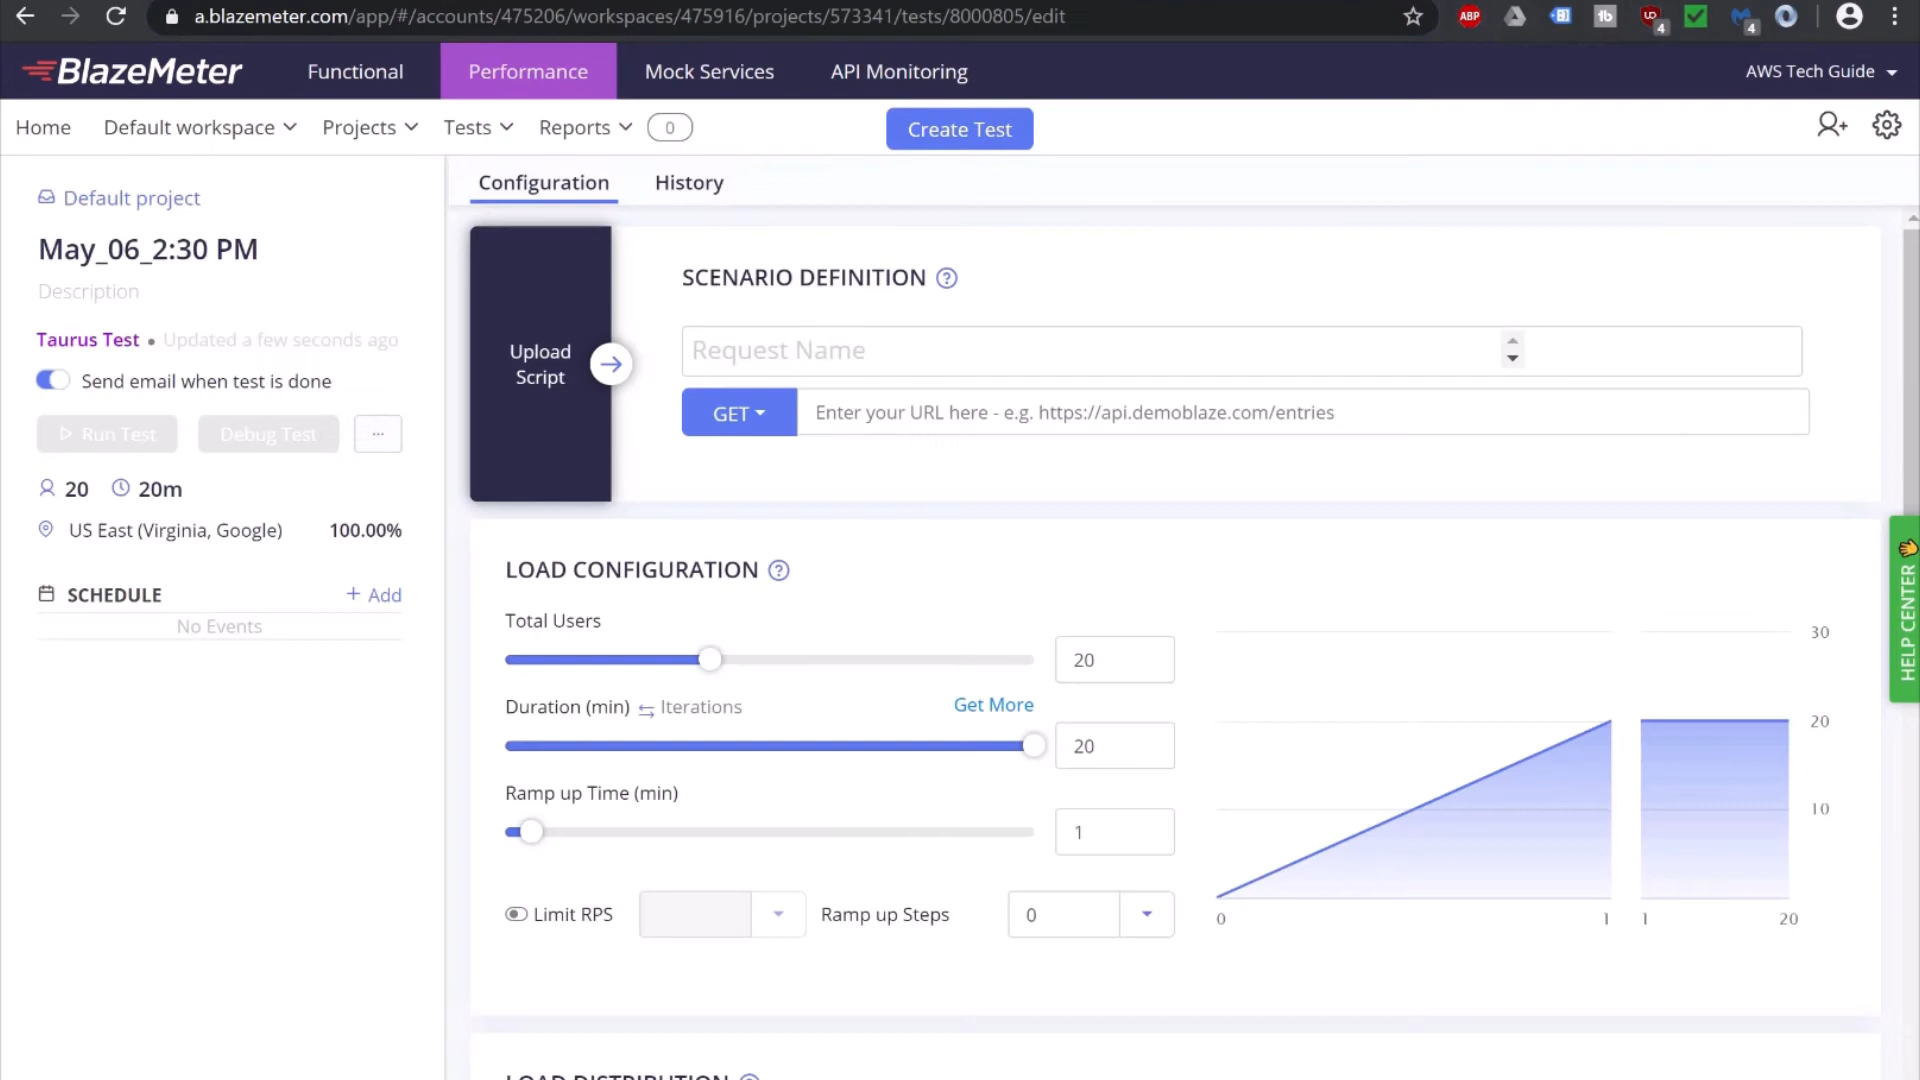 a.blazemeter.com/app/#/accounts/475206/workspaces/475916/projects/573341/tests/8000805/edit
ABP
tb
4
4
BlazeMeter
Functional
Performance
Mock Services
API Monitoring
AWS Tech Guide
Home
Default workspace
Projects
Tests
Reports
0
Create Test
Default project
May_06_2:30 PM
Description
Taurus Test • Updated a few seconds ago
Send email when test is done
Run Test
Debug Test
...
20
20m
US East (Virginia, Google)
100.00%
SCHEDULE
+ Add
No Events
Configuration
History
Upload
Script
SCENARIO DEFINITION ?
Request Name
GET
Enter your URL here - e.g. https://api.demoblaze.com/entries
LOAD CONFIGURATION ?
Total Users
20
Duration (min)
Iterations
Get More
20
Ramp up Time (min)
1
Limit RPS
Ramp up Steps
0
30
20
10
0
1
1
20
HELP CENTER
LOAD DISTRIBUTION